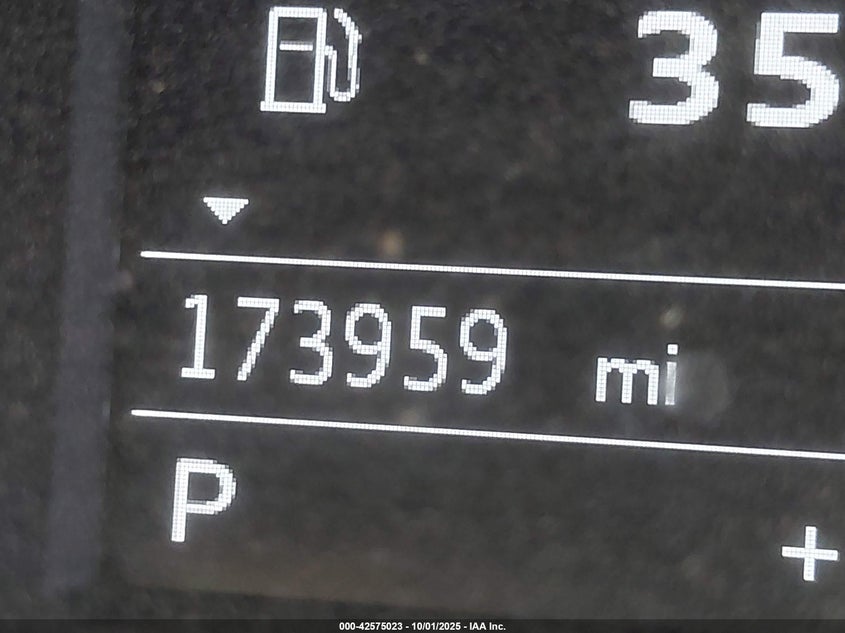 35
173959 mi
P +
000-42575023 - 10/01/2025 - IAA Inc.